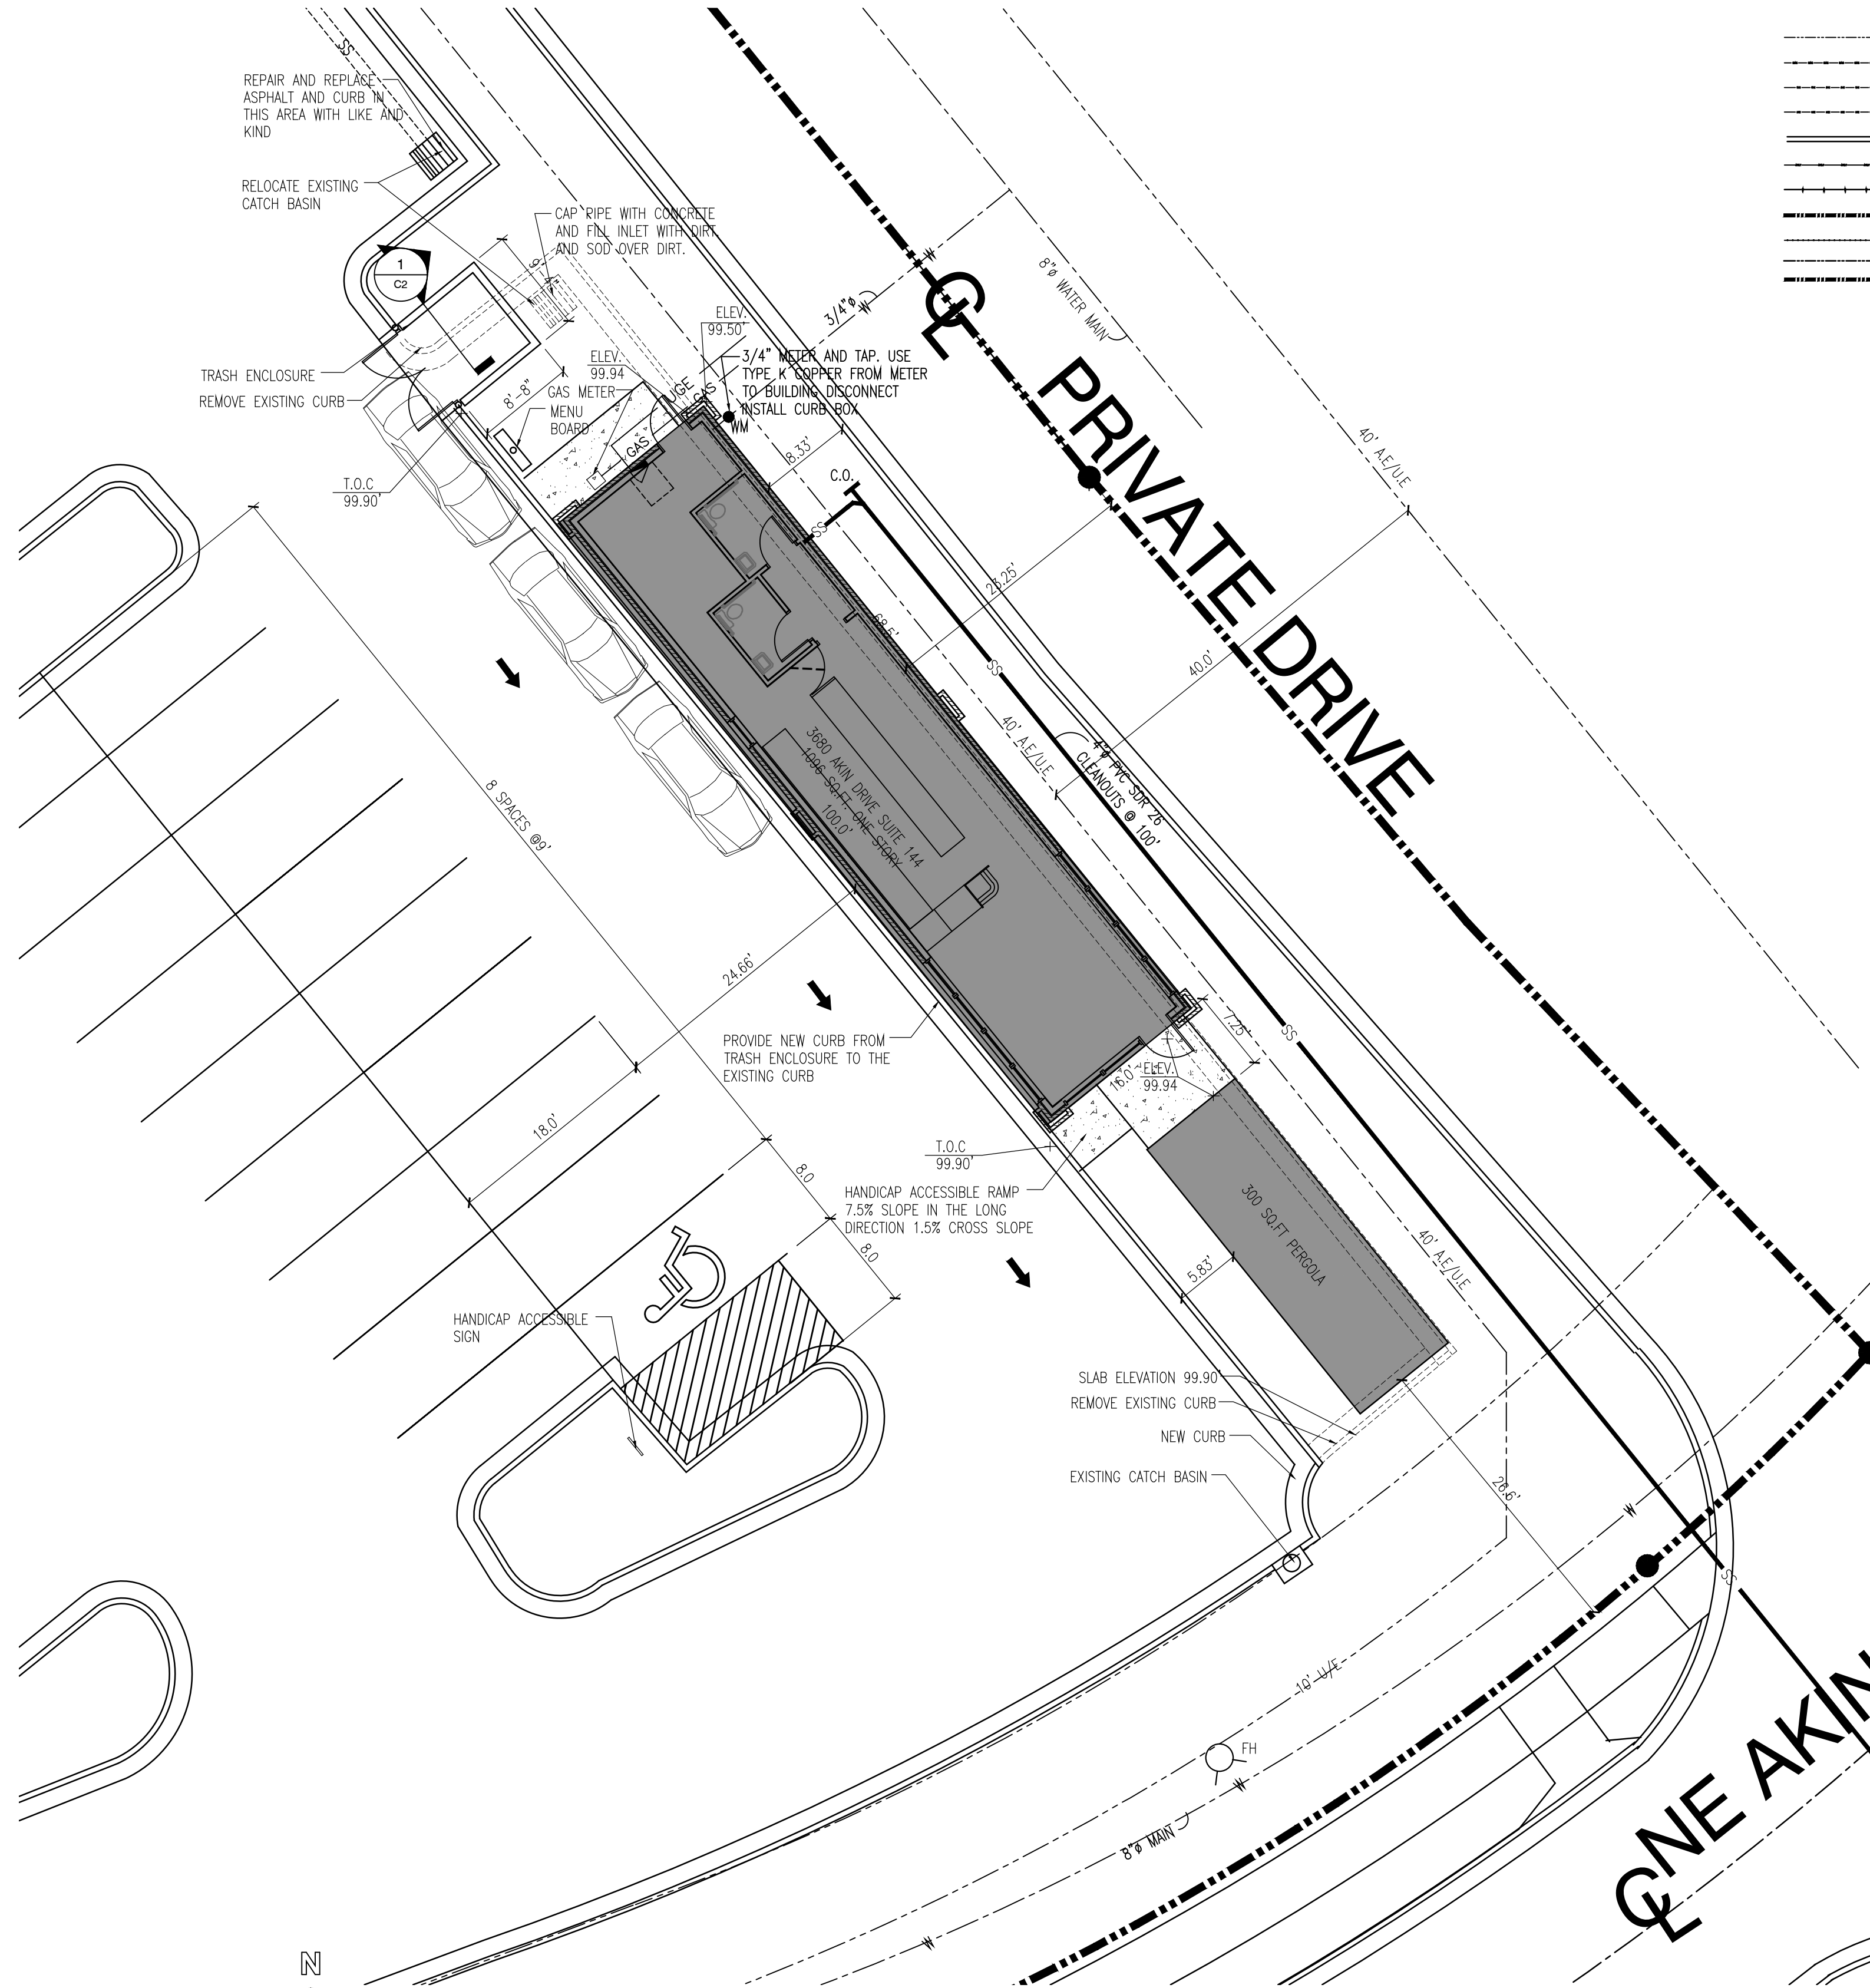 SS
REPAIR AND REPLACE
ASPHALT AND CURB IN
THIS AREA WITH LIKE AND
KIND
RELOCATE EXISTING
CATCH BASIN
CAP PIPE WITH CONCRETE
AND FILL INLET WITH DIRT.
AND SOD OVER DIRT.
1
C2
TRASH ENCLOSURE
REMOVE EXISTING CURB
8'-8"
ELEV.
99.94
GAS METER
MENU
BOARD
ELEV.
99.50'
UGE
GAS
GAS
3/4"ø
W
W
3/4" METER AND TAP. USE
TYPE K COPPER FROM METER
TO BUILDING DISCONNECT
INSTALL CURB BOX
WM
8"ø WATER MAIN
CL
PRIVATE DRIVE
40' A.E/U.E
T.O.C
99.90'
8.33'
C.O.
SS
23.25'
40.0'
68.5'
SS
40' A.E/U.E
4"ø PVC SDR 26
CLEANOUTS @ 100'
3680 AKIN DRIVE SUITE 144
1096 SQ.FT. ONE STORY
100.0'
8 SPACES @9'
24.66'
18.0'
PROVIDE NEW CURB FROM
TRASH ENCLOSURE TO THE
EXISTING CURB
7.25'
SS
16.0'
ELEV.
99.94
T.O.C
99.90'
8.0
8.0
HANDICAP ACCESSIBLE RAMP
7.5% SLOPE IN THE LONG
DIRECTION 1.5% CROSS SLOPE
300 SQ.FT PERGOLA
40' A.E/U.E
5.83'
HANDICAP ACCESSIBLE
SIGN
SLAB ELEVATION 99.90'
REMOVE EXISTING CURB
NEW CURB
EXISTING CATCH BASIN
26.6'
W
SS
10' U/E
FH
W
8"ø MAIN
W
CL
NE AKIN
N